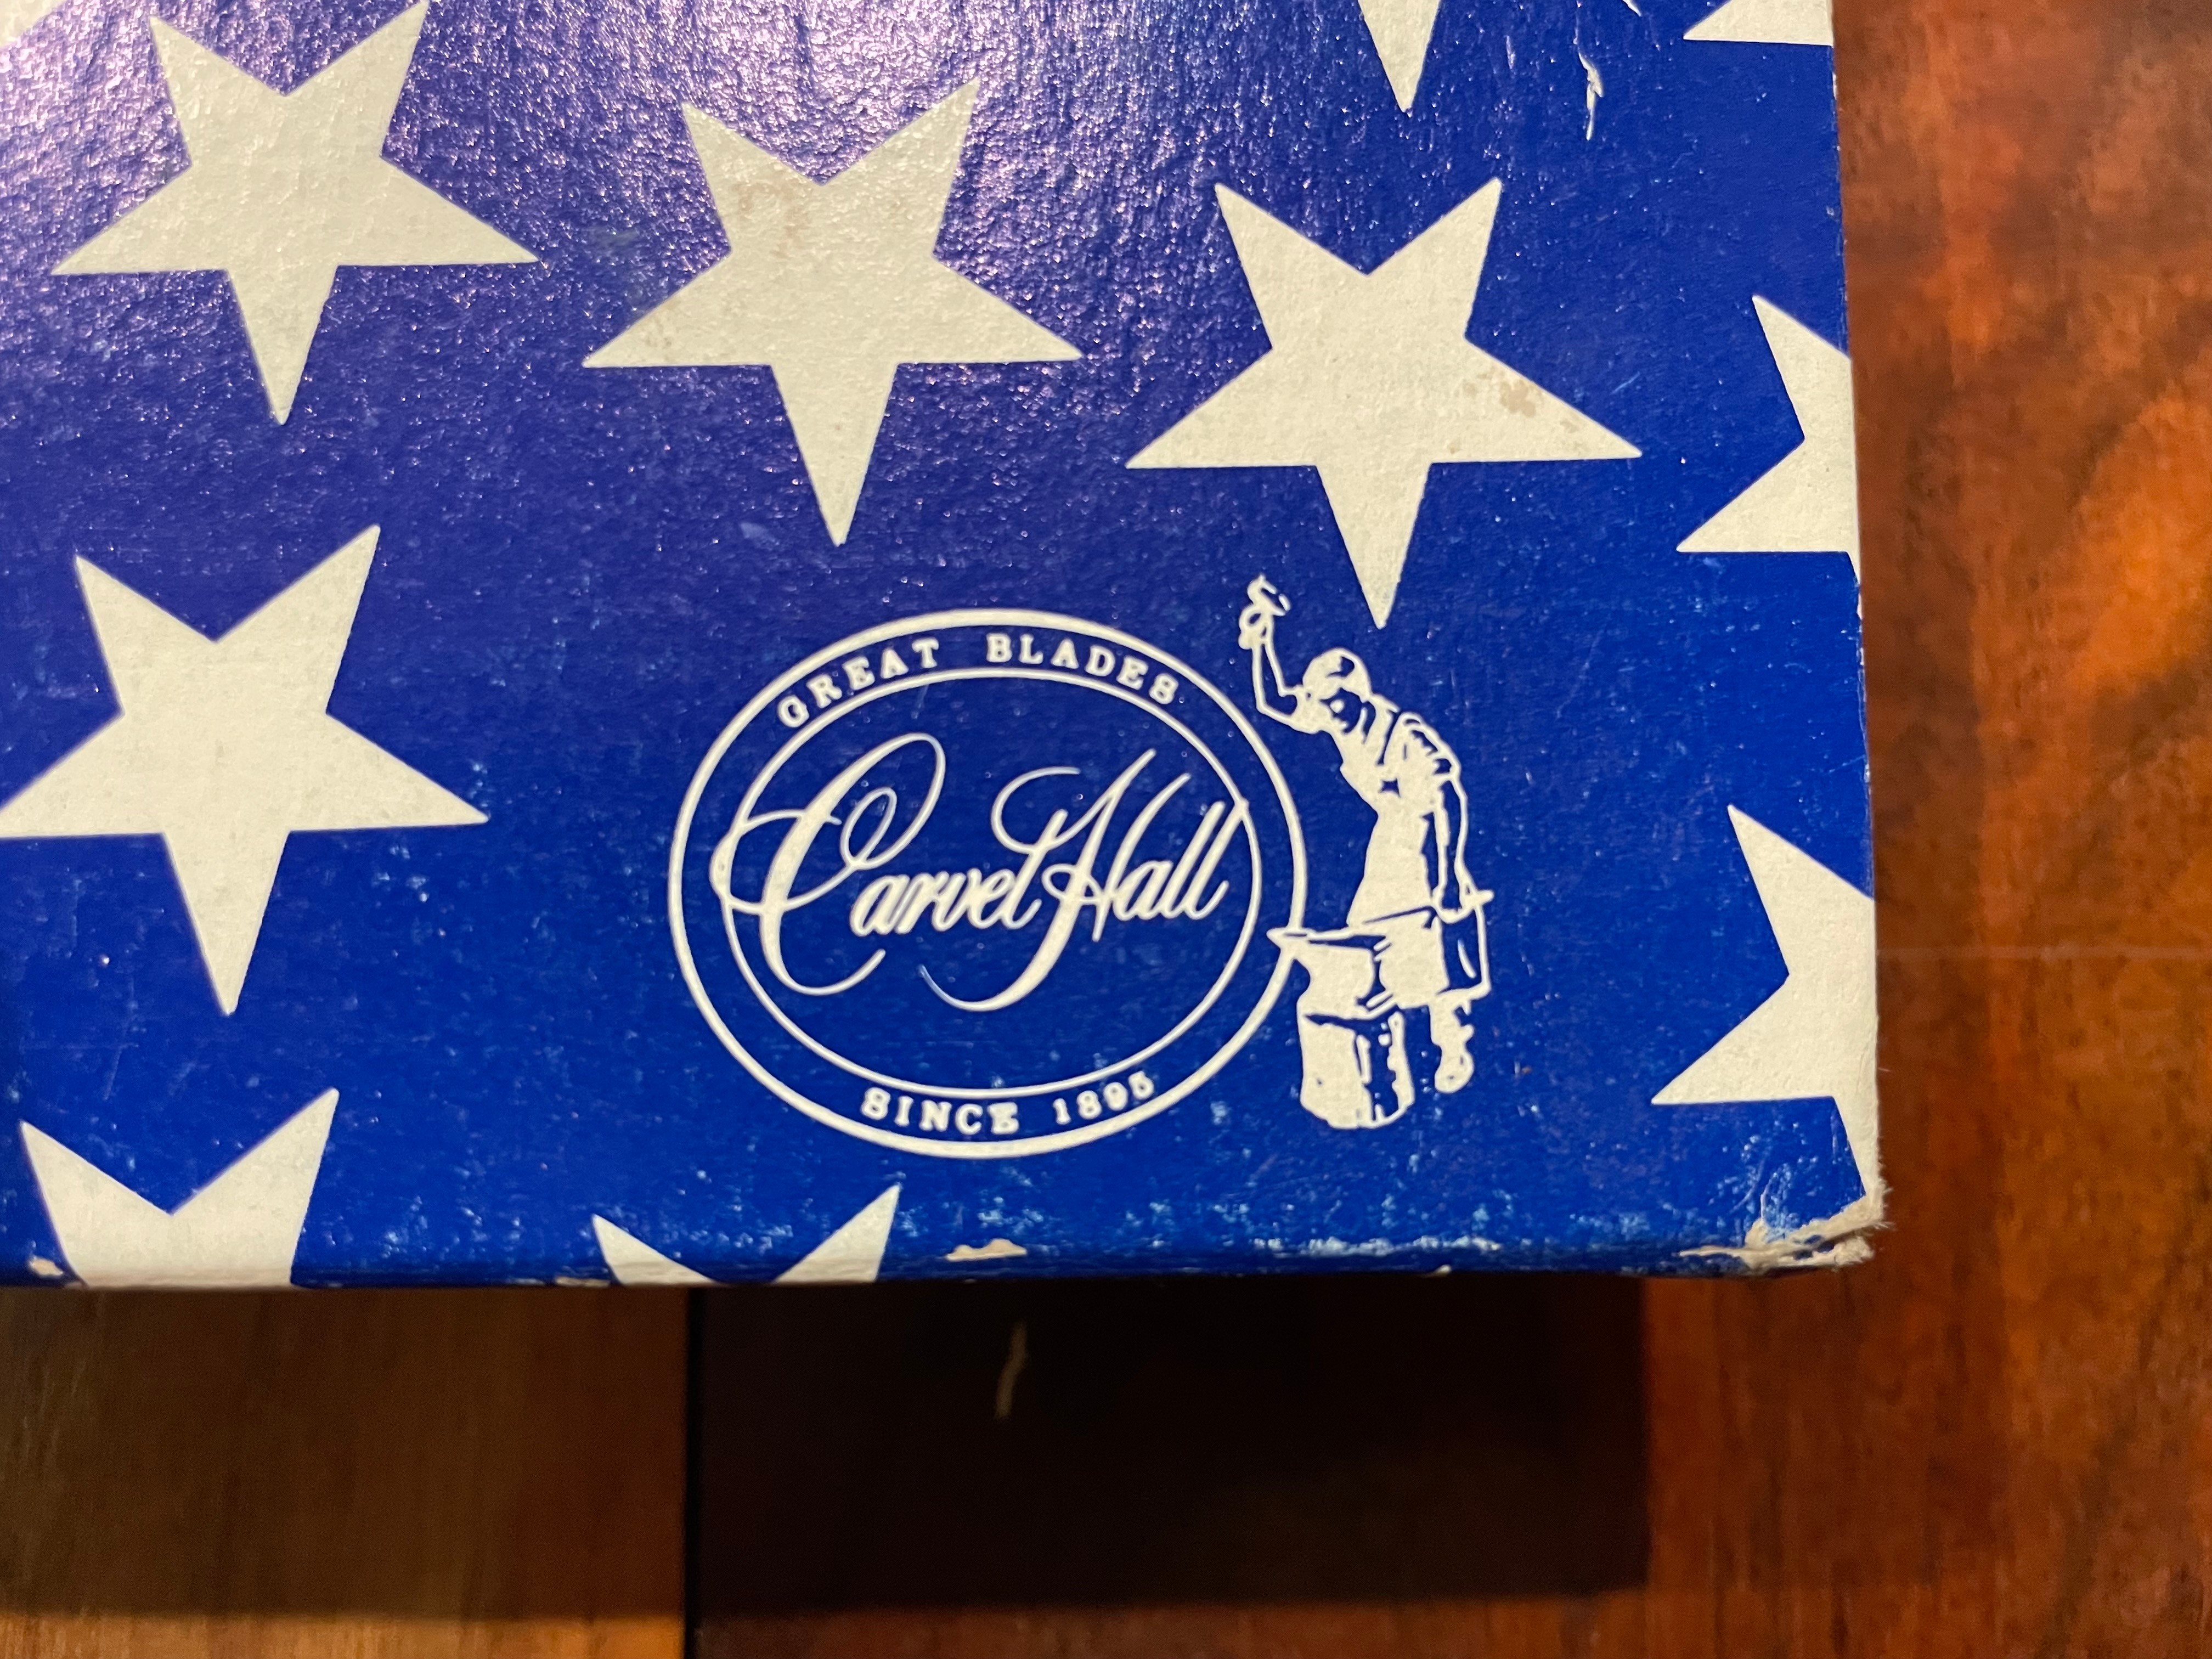 GREAT BLADES
Carvel Hall
SINCE 1895